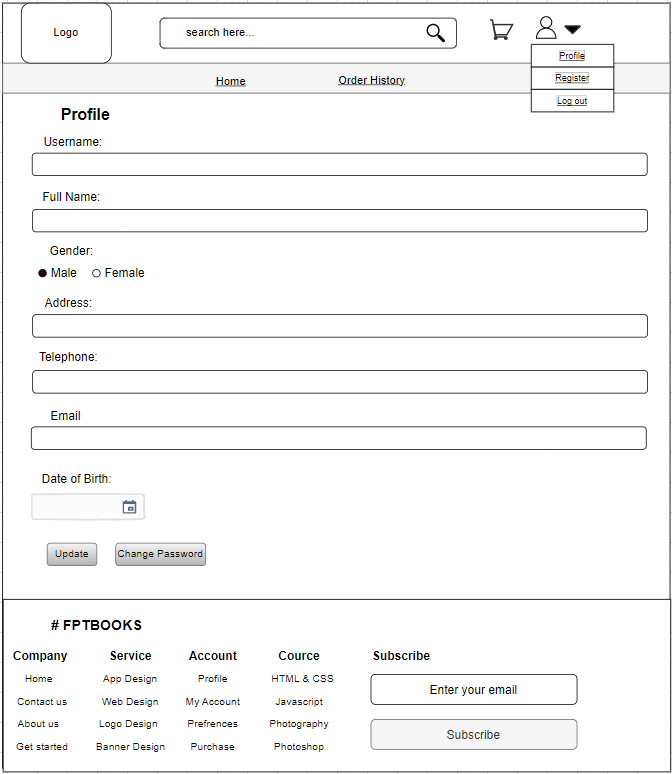 Logo
search here...
Profile
Register
Log out
Home Order History
Profile
Username:
Full Name:
Gender:
Male Female
Address:
Telephone:
Email
Date of Birth:
Update Change Password
# FPTBOOKS
Company Service Account Cource Subscribe
Home App Design Profile HTML & CSS
Enter your email
Contact us Web Design My Account Javascript
About us Logo Design Prefrences Photography
Subscribe
Get started Banner Design Purchase Photoshop